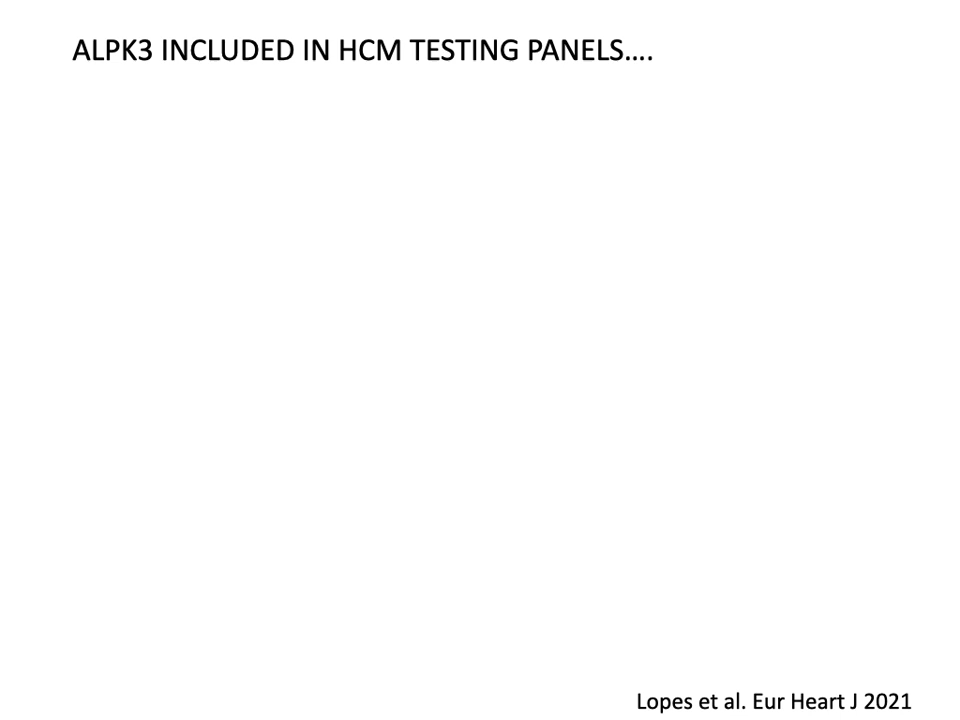 ALPK3 INCLUDED IN HCM TESTING PANELS….
Lopes et al. Eur Heart J 2021